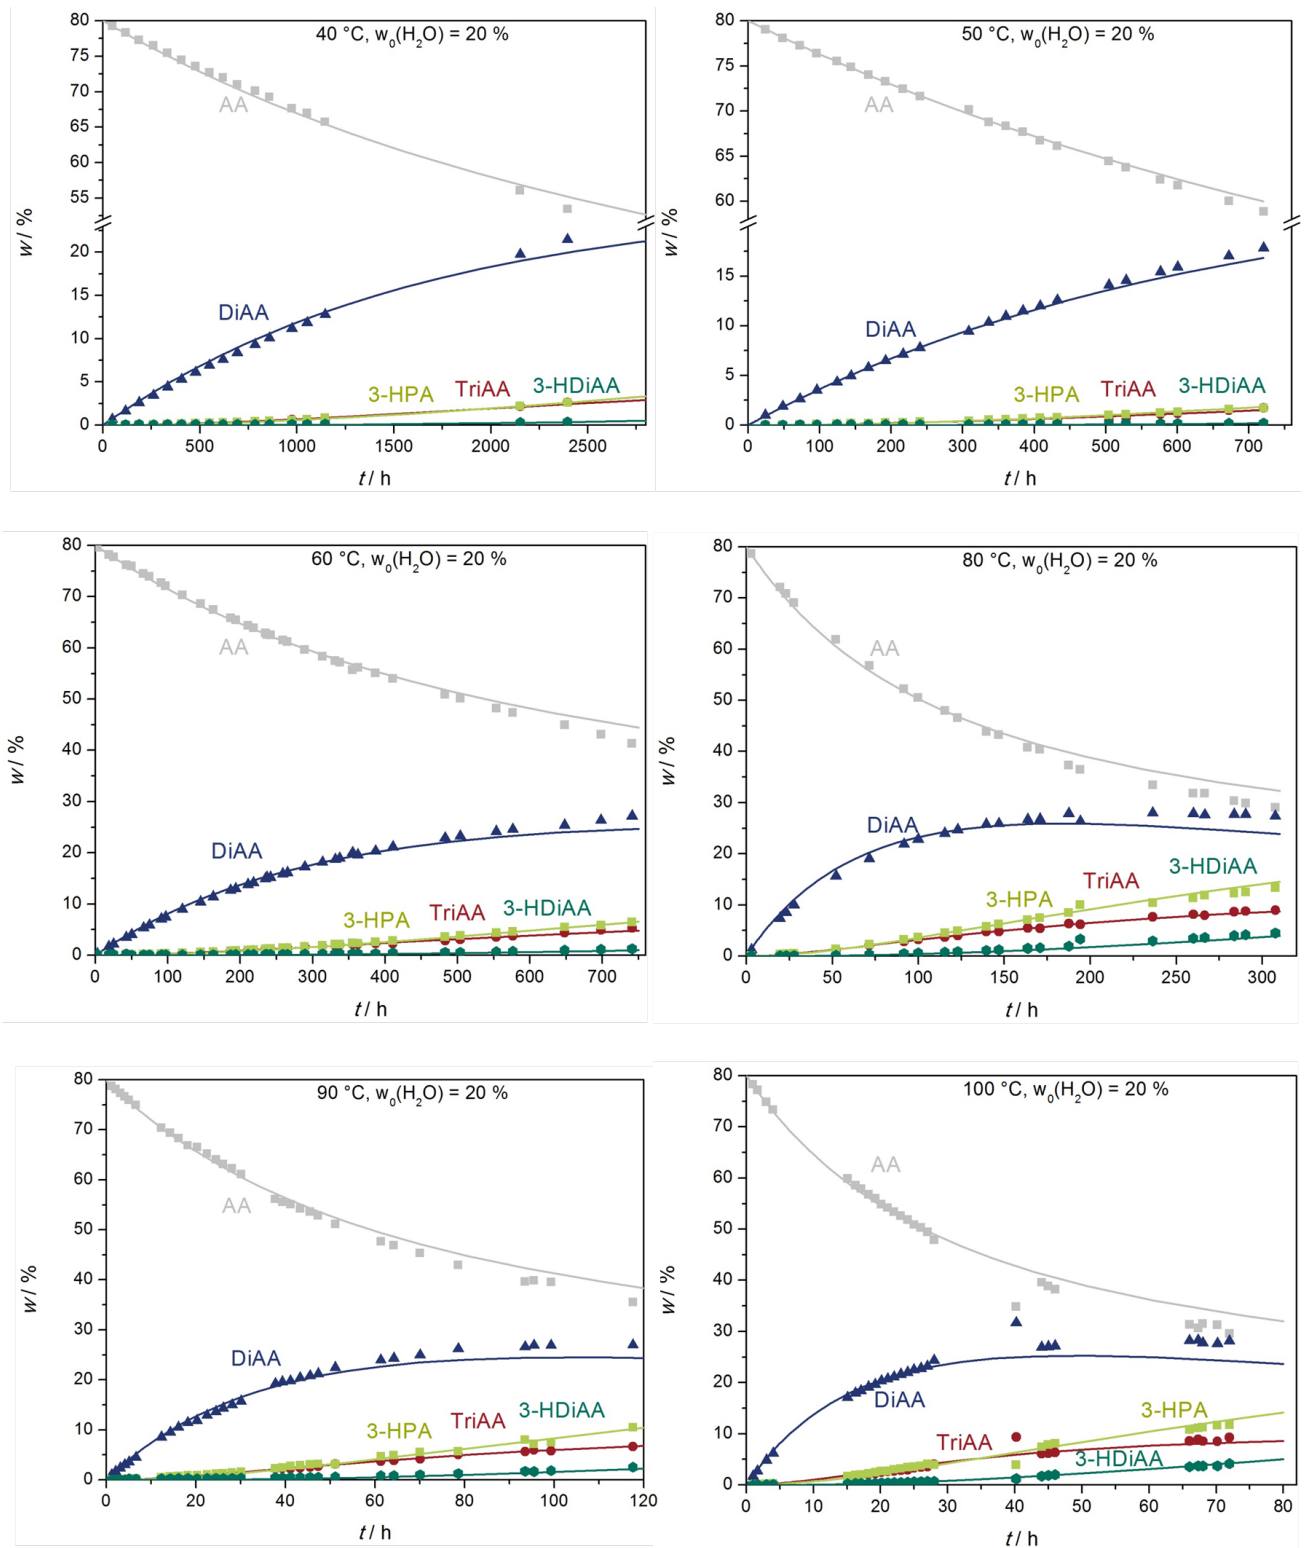 40 °C, w₀(H₂O) = 20 %
80
75
70
65
60
55
20
15
10
5
0
w / %
AA
DiAA
3-HPA
TriAA
3-HDiAA
0 500 1000 1500 2000 2500
t / h
50 °C, w₀(H₂O) = 20 %
80
75
70
65
60
15
10
5
0
w / %
AA
DiAA
3-HPA
TriAA
3-HDiAA
0 100 200 300 400 500 600 700
t / h
60 °C, w₀(H₂O) = 20 %
80
70
60
50
40
30
20
10
0
w / %
AA
DiAA
3-HPA
TriAA
3-HDiAA
0 100 200 300 400 500 600 700
t / h
80 °C, w₀(H₂O) = 20 %
80
70
60
50
40
30
20
10
0
w / %
AA
DiAA
3-HPA
TriAA
3-HDiAA
0 50 100 150 200 250 300
t / h
90 °C, w₀(H₂O) = 20 %
80
70
60
50
40
30
20
10
0
w / %
AA
DiAA
3-HPA
TriAA
3-HDiAA
0 20 40 60 80 100 120
t / h
100 °C, w₀(H₂O) = 20 %
80
70
60
50
40
30
20
10
0
w / %
AA
DiAA
3-HPA
TriAA
3-HDiAA
0 10 20 30 40 50 60 70 80
t / h